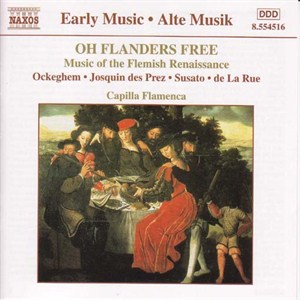 NAXOS
Early Music • Alte Musik
DDD
8.554516
OH FLANDERS FREE
Music of the Flemish Renaissance
Ockeghem • Josquin des Prez • Susato • de La Rue
Capilla Flamenca